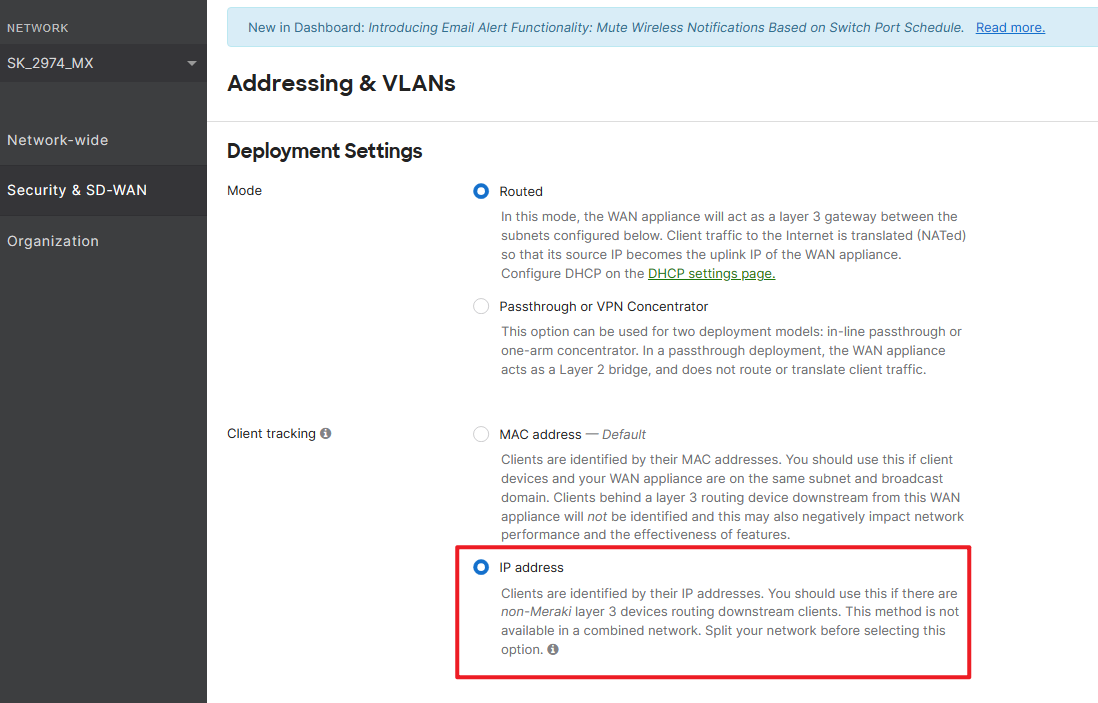 NETWORK
SK_2974_MX
Network-wide
Security & SD-WAN
Organization
New in Dashboard: Introducing Email Alert Functionality: Mute Wireless Notifications Based on Switch Port Schedule. Read more.
Addressing & VLANs
Deployment Settings
Mode
Routed
In this mode, the WAN appliance will act as a layer 3 gateway between the
subnets configured below. Client traffic to the Internet is translated (NATed)
so that its source IP becomes the uplink IP of the WAN appliance.
Configure DHCP on the DHCP settings page.
Passthrough or VPN Concentrator
This option can be used for two deployment models: in-line passthrough or
one-arm concentrator. In a passthrough deployment, the WAN appliance
acts as a Layer 2 bridge, and does not route or translate client traffic.
Client tracking
MAC address — Default
Clients are identified by their MAC addresses. You should use this if client
devices and your WAN appliance are on the same subnet and broadcast
domain. Clients behind a layer 3 routing device downstream from this WAN
appliance will not be identified and this may also negatively impact network
performance and the effectiveness of features.
IP address
Clients are identified by their IP addresses. You should use this if there are
non-Meraki layer 3 devices routing downstream clients. This method is not
available in a combined network. Split your network before selecting this
option.